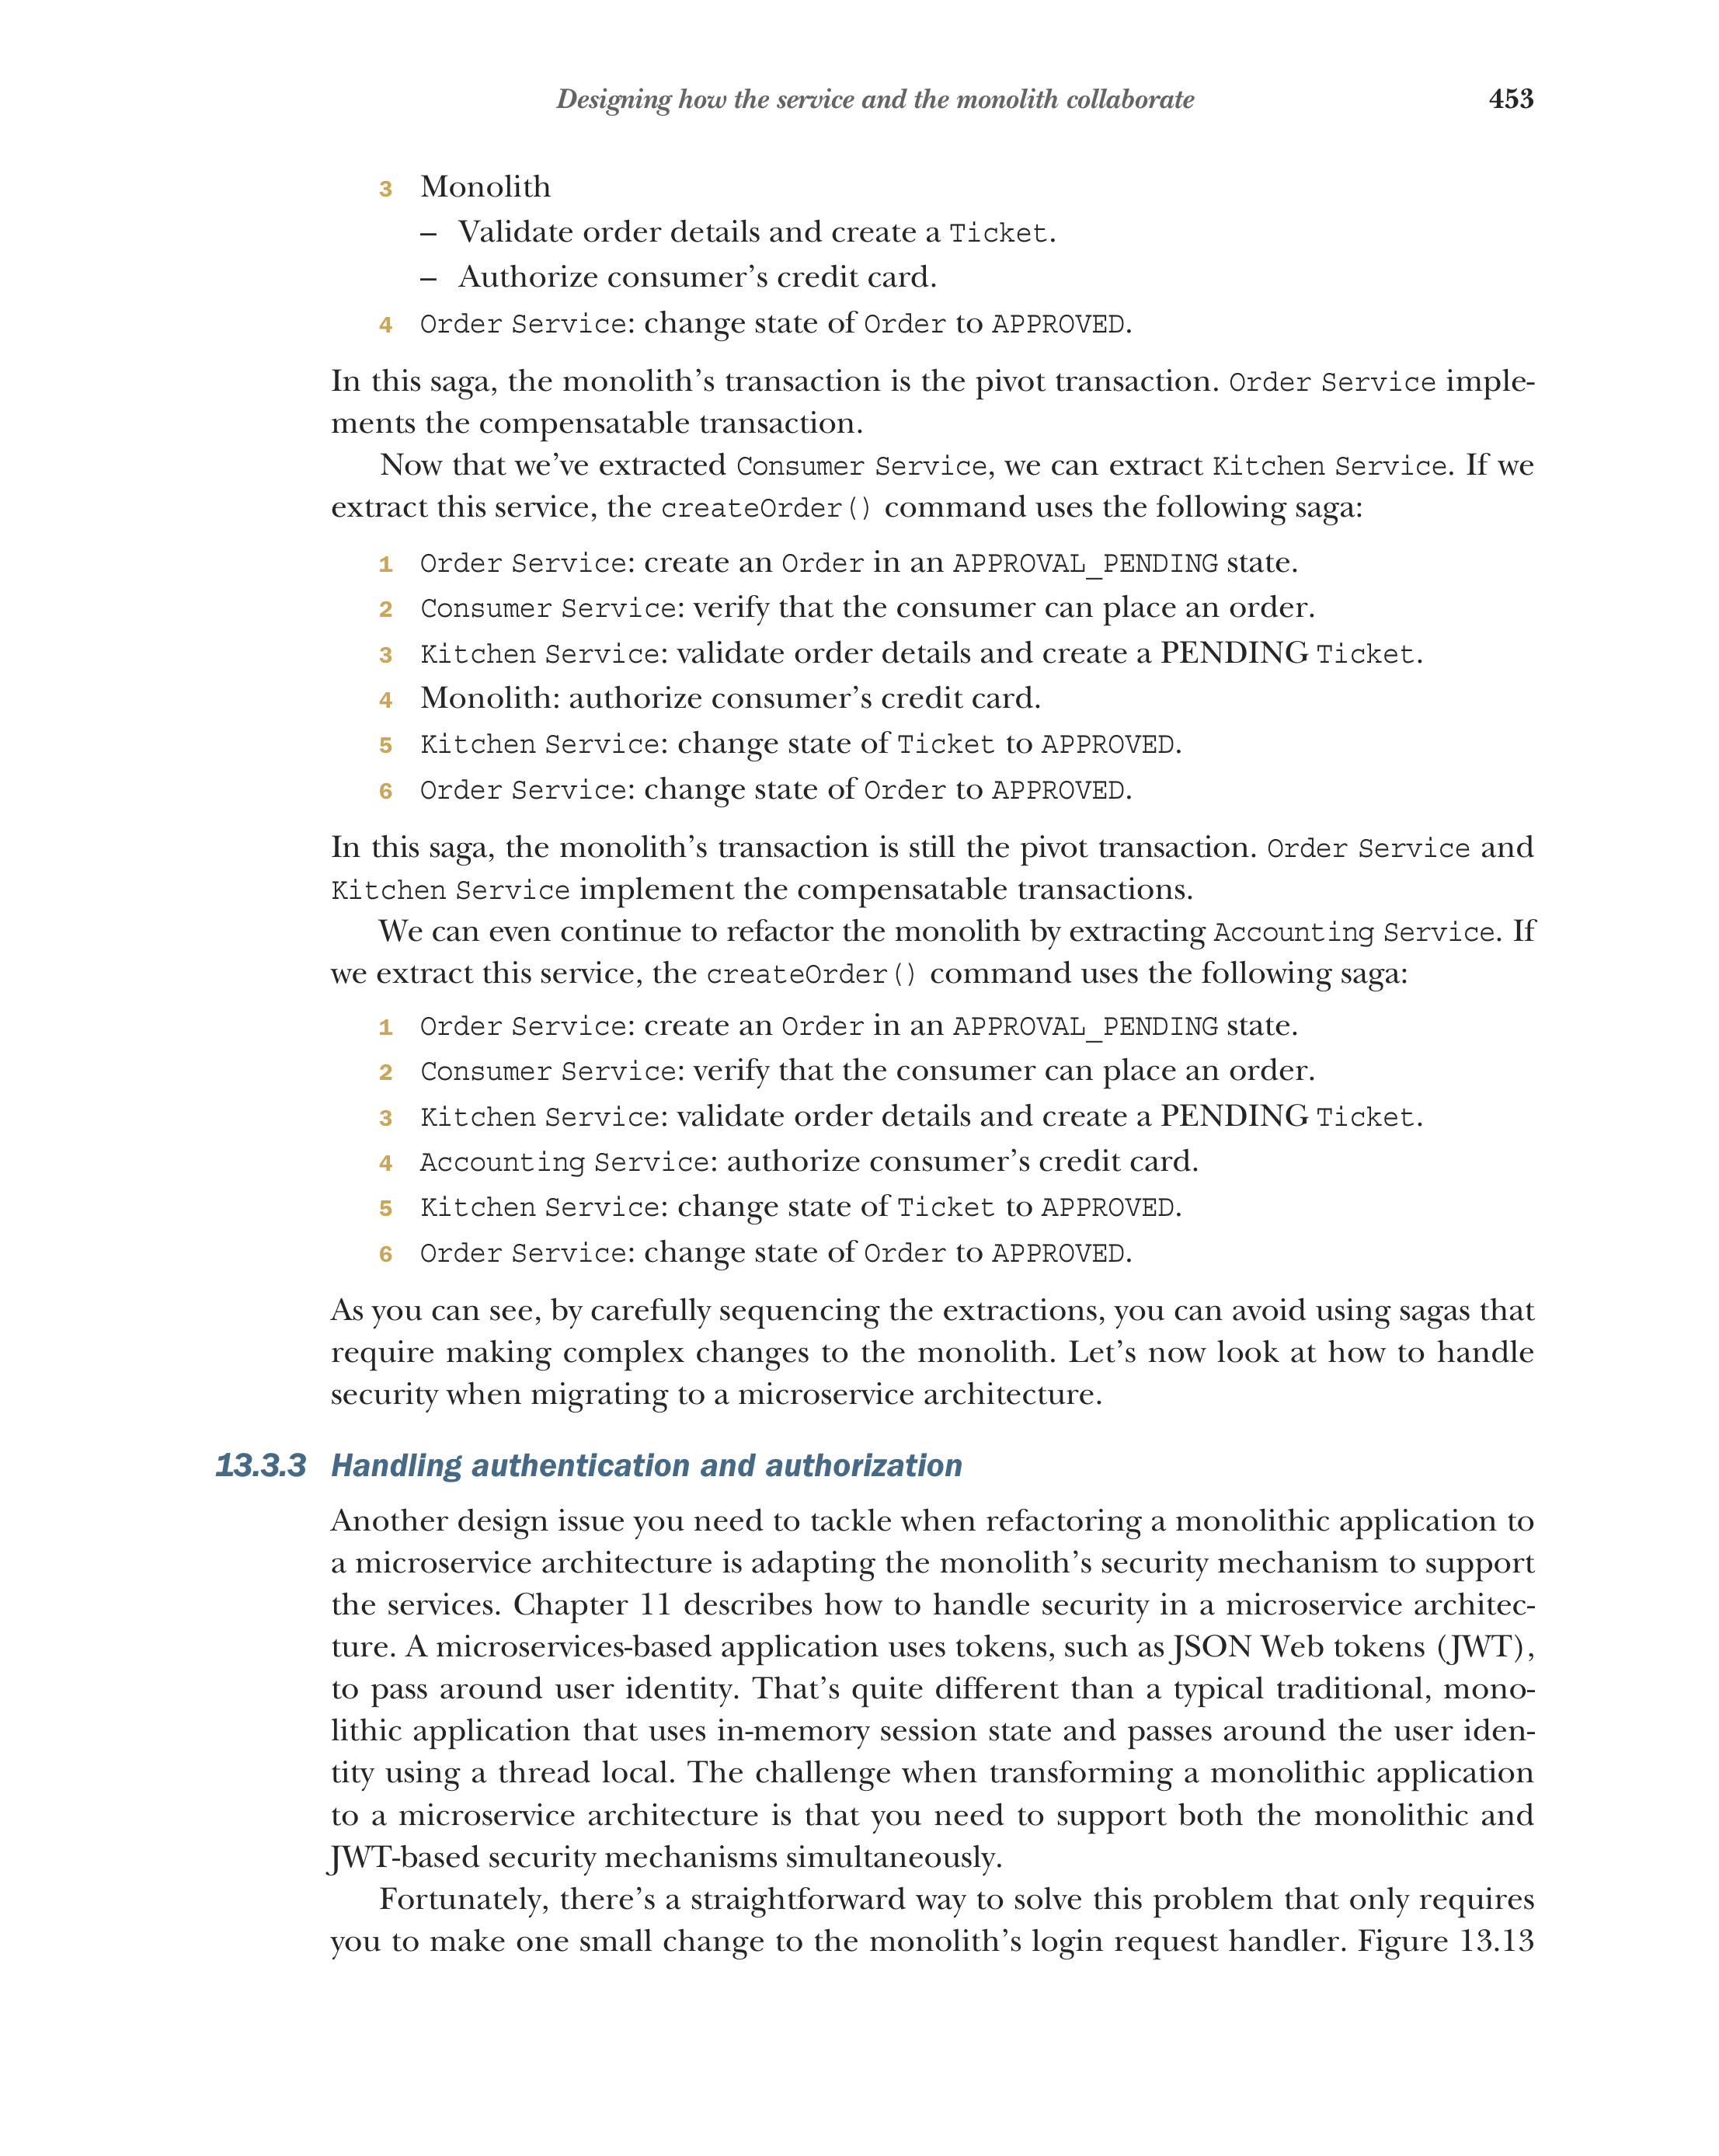 Designing how the service and the monolith collaborate 453
3 Monolith
– Validate order details and create a Ticket.
– Authorize consumer’s credit card.
4 Order Service: change state of Order to APPROVED.
In this saga, the monolith’s transaction is the pivot transaction. Order Service imple-
ments the compensatable transaction.
Now that we’ve extracted Consumer Service, we can extract Kitchen Service. If we
extract this service, the createOrder() command uses the following saga:
1 Order Service: create an Order in an APPROVAL_PENDING state.
2 Consumer Service: verify that the consumer can place an order.
3 Kitchen Service: validate order details and create a PENDING Ticket.
4 Monolith: authorize consumer’s credit card.
5 Kitchen Service: change state of Ticket to APPROVED.
6 Order Service: change state of Order to APPROVED.
In this saga, the monolith’s transaction is still the pivot transaction. Order Service and
Kitchen Service implement the compensatable transactions.
We can even continue to refactor the monolith by extracting Accounting Service. If
we extract this service, the createOrder() command uses the following saga:
1 Order Service: create an Order in an APPROVAL_PENDING state.
2 Consumer Service: verify that the consumer can place an order.
3 Kitchen Service: validate order details and create a PENDING Ticket.
4 Accounting Service: authorize consumer’s credit card.
5 Kitchen Service: change state of Ticket to APPROVED.
6 Order Service: change state of Order to APPROVED.
As you can see, by carefully sequencing the extractions, you can avoid using sagas that
require making complex changes to the monolith. Let’s now look at how to handle
security when migrating to a microservice architecture.
13.3.3 Handling authentication and authorization
Another design issue you need to tackle when refactoring a monolithic application to
a microservice architecture is adapting the monolith’s security mechanism to support
the services. Chapter 11 describes how to handle security in a microservice architec-
ture. A microservices-based application uses tokens, such as JSON Web tokens (JWT),
to pass around user identity. That’s quite different than a typical traditional, mono-
lithic application that uses in-memory session state and passes around the user iden-
tity using a thread local. The challenge when transforming a monolithic application
to a microservice architecture is that you need to support both the monolithic and
JWT-based security mechanisms simultaneously.
Fortunately, there’s a straightforward way to solve this problem that only requires
you to make one small change to the monolith’s login request handler. Figure 13.13